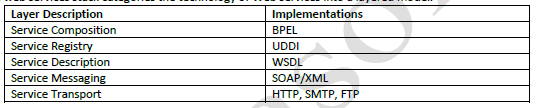 web services stack categories the technology of web services into a layered model.
Layer Description Implementations
Service Composition BPEL
Service Registry UDDI
Service Description WSDL
Service Messaging SOAP/XML
Service Transport HTTP, SMTP, FTP